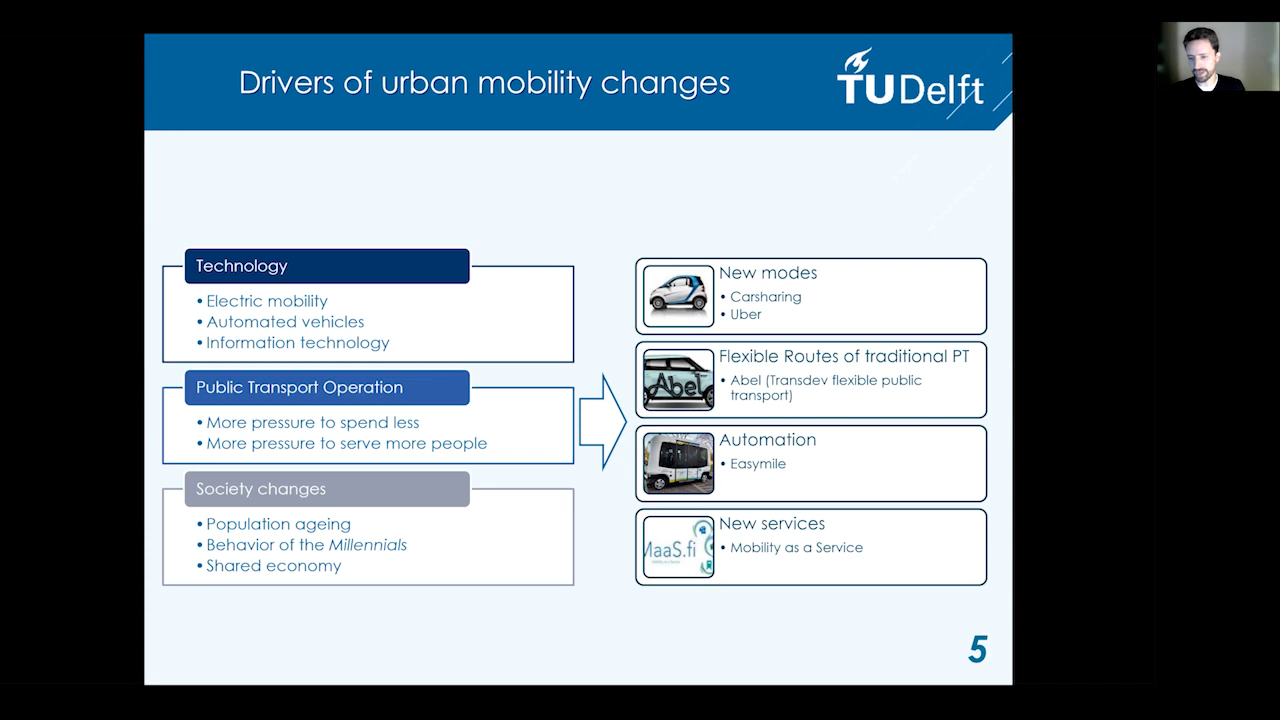 Drivers of urban mobility changes
TUDelft
Technology
• Electric mobility
• Automated vehicles
• Information technology
Public Transport Operation
• More pressure to spend less
• More pressure to serve more people
Society changes
• Population ageing
• Behavior of the Millennials
• Shared economy
New modes
• Carsharing
• Uber
Flexible Routes of traditional PT
• Abel (Transdev flexible public
transport)
Abel
Automation
• Easymile
New services
• Mobility as a Service
MaaS.fi
5